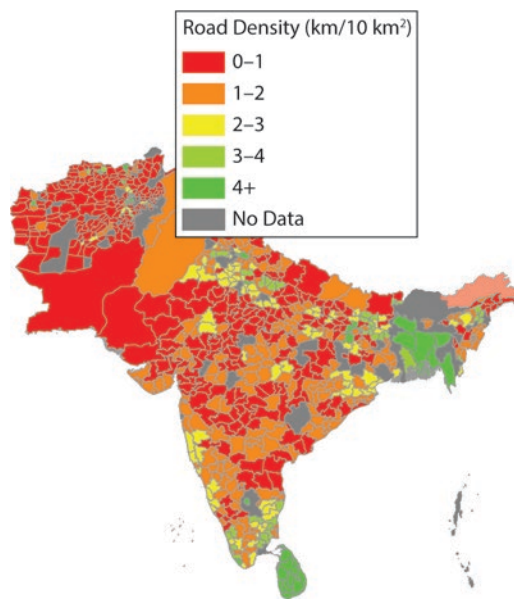 Road Density (km/10 km²)
0–1
1–2
2–3
3–4
4+
No Data